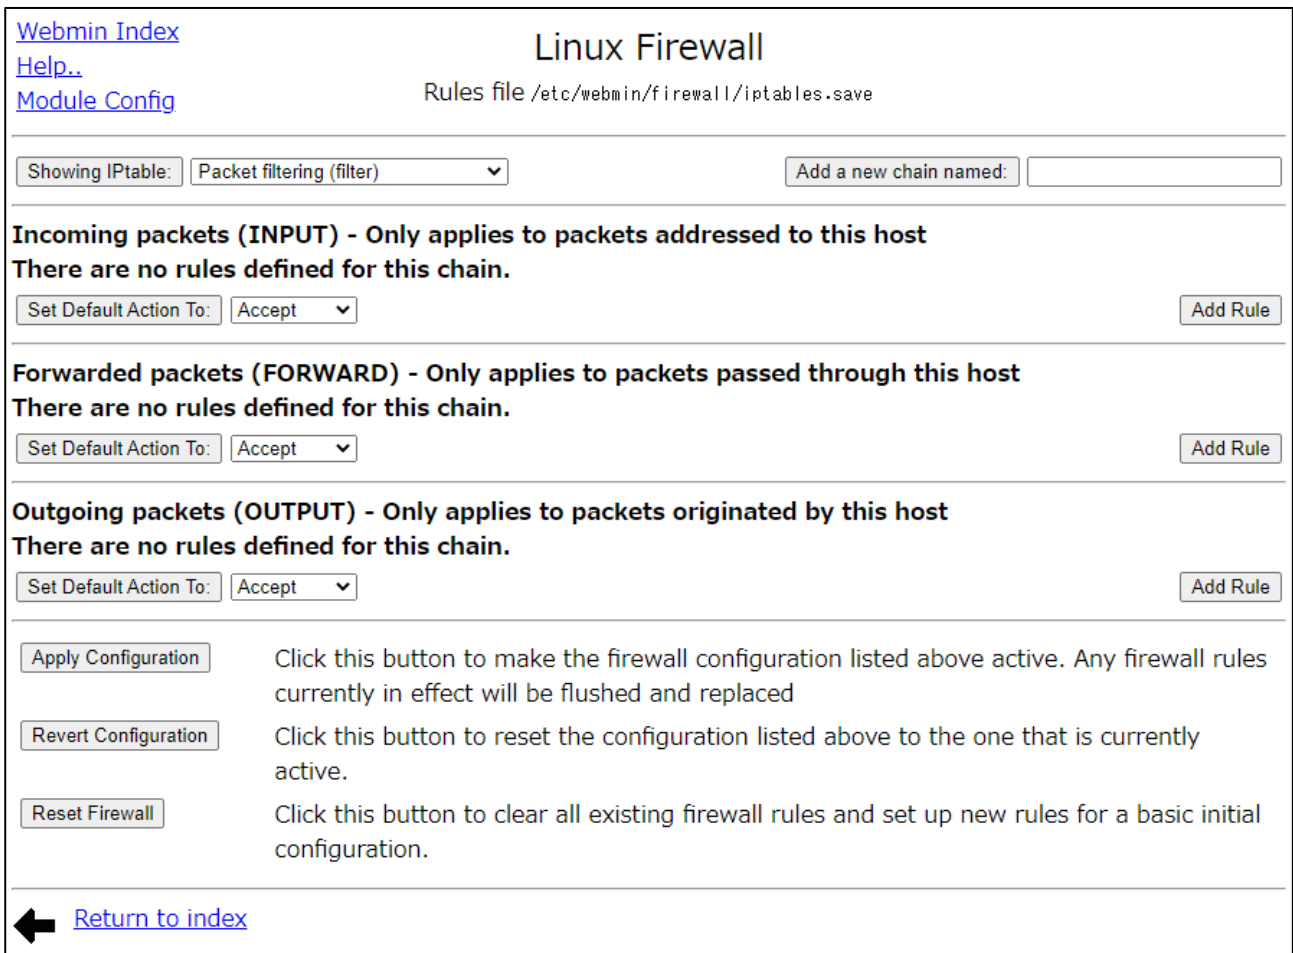 Webmin Index
Help..
Module Config
Linux Firewall
Rules file /etc/webmin/firewall/iptables.save
Showing IPtable: Packet filtering (filter) Add a new chain named:
Incoming packets (INPUT) - Only applies to packets addressed to this host
There are no rules defined for this chain.
Set Default Action To: Accept Add Rule
Forwarded packets (FORWARD) - Only applies to packets passed through this host
There are no rules defined for this chain.
Set Default Action To: Accept Add Rule
Outgoing packets (OUTPUT) - Only applies to packets originated by this host
There are no rules defined for this chain.
Set Default Action To: Accept Add Rule
Apply Configuration Click this button to make the firewall configuration listed above active. Any firewall rules
currently in effect will be flushed and replaced
Revert Configuration Click this button to reset the configuration listed above to the one that is currently
active.
Reset Firewall Click this button to clear all existing firewall rules and set up new rules for a basic initial
configuration.
Return to index